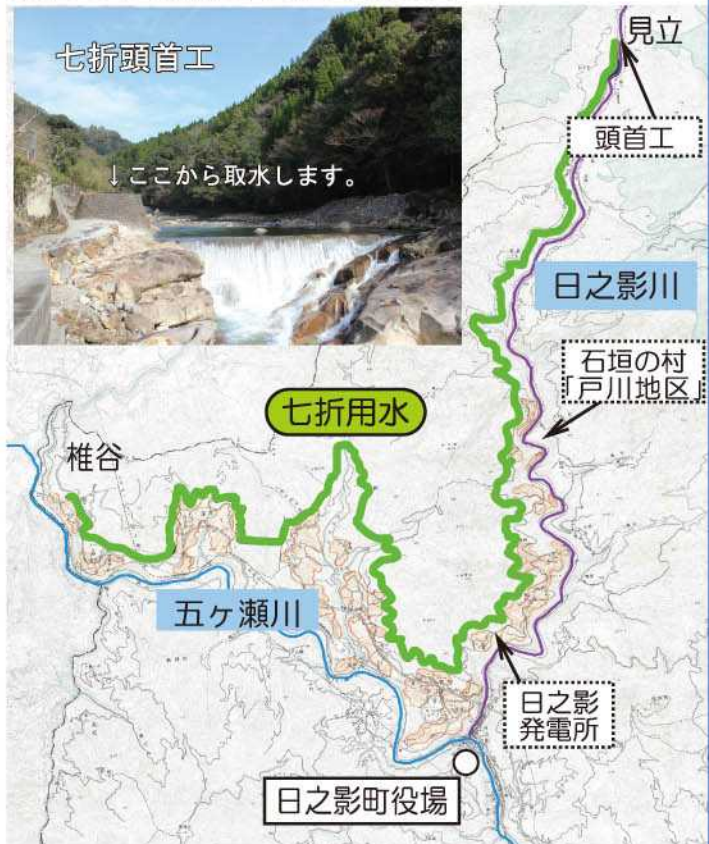 七折頭首工
↓ここから取水します。
見立
頭首工
日之影川
石垣の村
「戸川地区」
七折用水
椎谷
五ヶ瀬川
日之影
発電所
日之影町役場